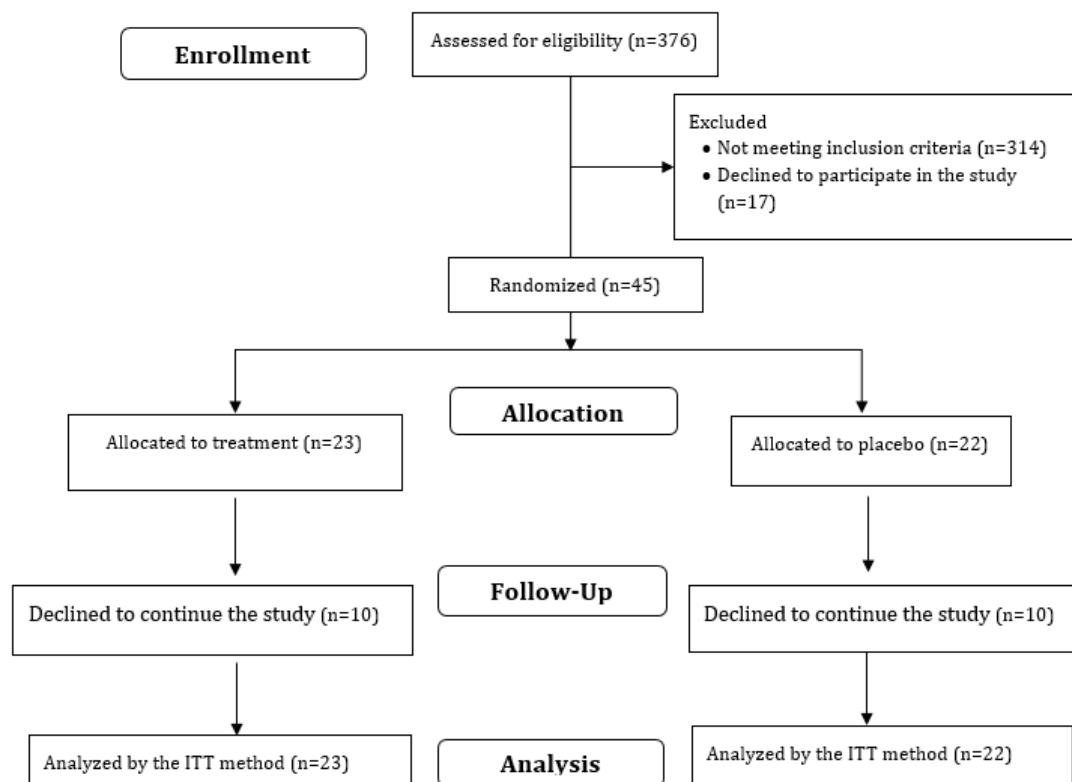 Enrollment
Assessed for eligibility (n=376)
Excluded
• Not meeting inclusion criteria (n=314)
• Declined to participate in the study
(n=17)
Randomized (n=45)
Allocation
Allocated to treatment (n=23)
Allocated to placebo (n=22)
Follow-Up
Declined to continue the study (n=10)
Declined to continue the study (n=10)
Analyzed by the ITT method (n=23)
Analysis
Analyzed by the ITT method (n=22)